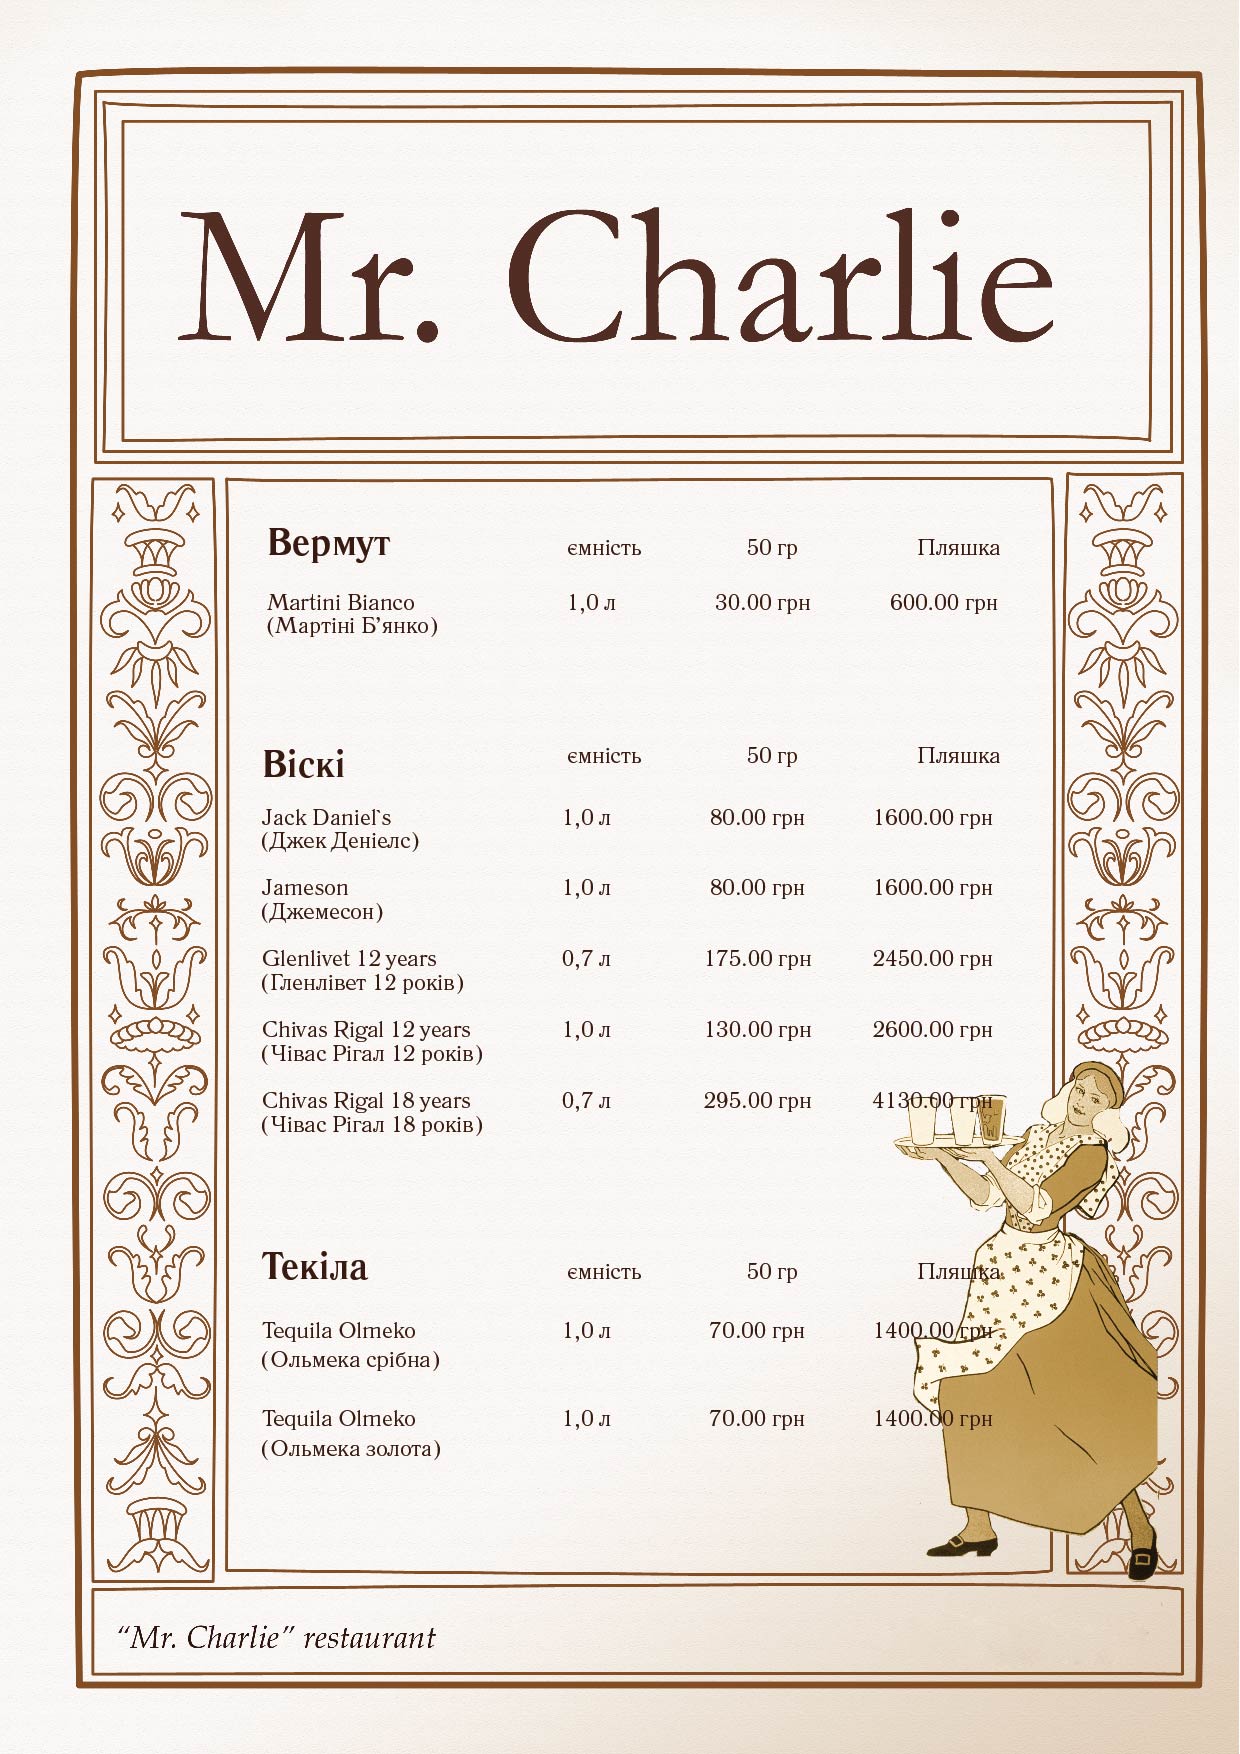 Mr. Charlie
Вермут ємність 50 гр Пляшка
Martini Bianco 1,0 л 30.00 грн 600.00 грн
(Мартіні Б’янко)
Віскі ємність 50 гр Пляшка
Jack Daniel`s 1,0 л 80.00 грн 1600.00 грн
(Джек Деніелс)
Jameson 1,0 л 80.00 грн 1600.00 грн
(Джемесон)
Glenlivet 12 years 0,7 л 175.00 грн 2450.00 грн
(Гленлівет 12 років)
Chivas Rigal 12 years 1,0 л 130.00 грн 2600.00 грн
(Чівас Рігал 12 років)
Chivas Rigal 18 years 0,7 л 295.00 грн 4130.00 грн
(Чівас Рігал 18 років)
Текіла ємність 50 гр Пляшка
Tequila Olmeko 1,0 л 70.00 грн 1400.00 грн
(Ольмека срібна)
Tequila Olmeko 1,0 л 70.00 грн 1400.00 грн
(Ольмека золота)
“Mr. Charlie” restaurant